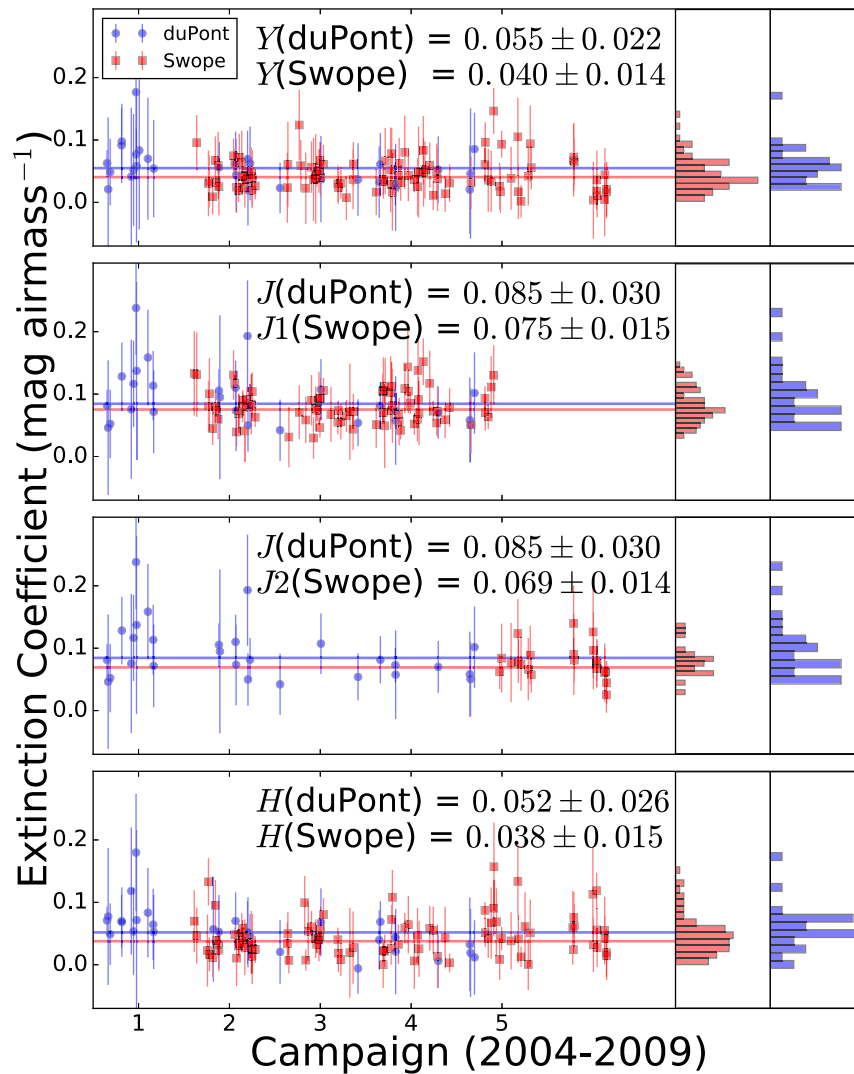 duPont
Swope
Y(duPont) = 0.055 ± 0.022
Y(Swope) = 0.040 ± 0.014
0.2
0.1
0.0
J(duPont) = 0.085 ± 0.030
J1(Swope) = 0.075 ± 0.015
0.2
0.1
0.0
J(duPont) = 0.085 ± 0.030
J2(Swope) = 0.069 ± 0.014
0.2
0.1
0.0
H(duPont) = 0.052 ± 0.026
H(Swope) = 0.038 ± 0.015
0.2
0.1
0.0
1 2 3 4 5
Extinction Coefficient (mag airmass⁻¹)
Campaign (2004-2009)